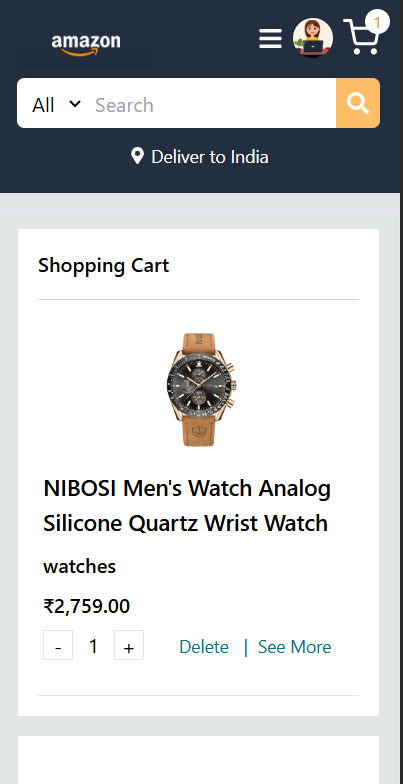 amazon
1
All
Search
Deliver to India
Shopping Cart
NIBOSI Men's Watch Analog
Silicone Quartz Wrist Watch
watches
₹2,759.00
- 1 +
Delete | See More